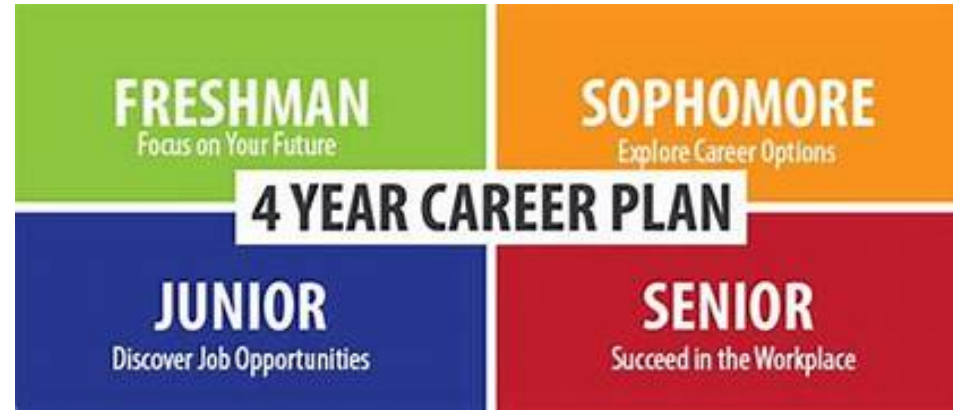 FRESHMAN
Focus on Your Future
SOPHOMORE
Explore Career Options
4 YEAR CAREER PLAN
JUNIOR
Discover Job Opportunities
SENIOR
Succeed in the Workplace